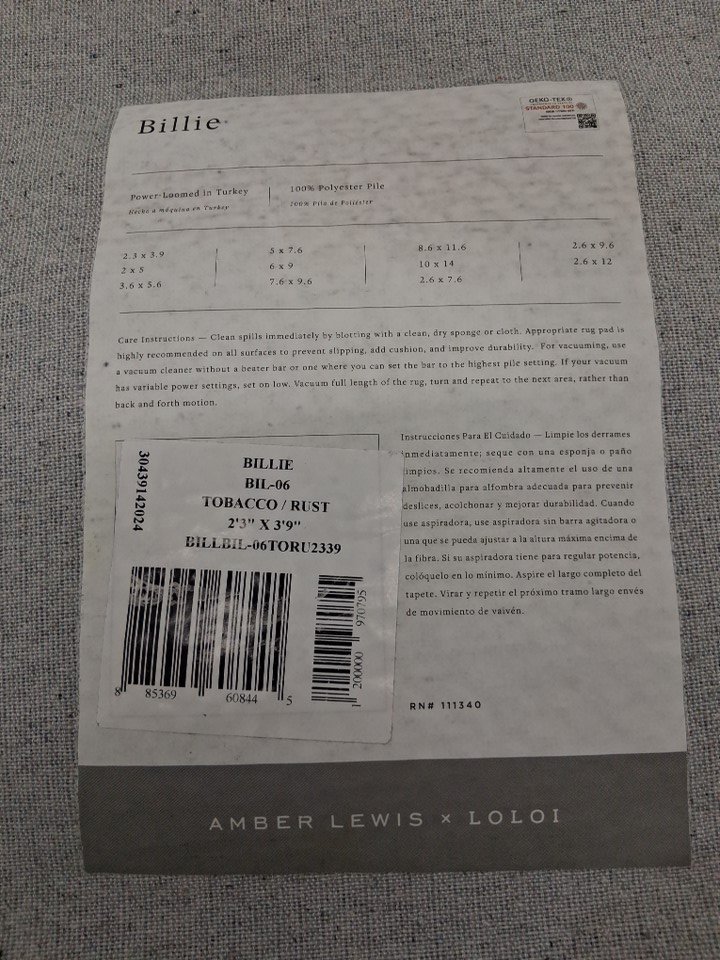 Billie
OEKO-TEX®
STANDARD 100
Power-Loomed in Turkey
Hecho a máquina en Turkey
100% Polyester Pile
100% Pila de Poliéster
2.3 x 3.9
2 x 5
3.6 x 5.6
5 x 7.6
6 x 9
7.6 x 9.6
8.6 x 11.6
10 x 14
2.6 x 7.6
2.6 x 9.6
2.6 x 12
Care Instructions — Clean spills immediately by blotting with a clean, dry sponge or cloth. Appropriate rug pad is
highly recommended on all surfaces to prevent slipping, add cushion, and improve durability. For vacuuming, use
a vacuum cleaner without a beater bar or one where you can set the bar to the highest pile setting. If your vacuum
has variable power settings, set on low. Vacuum full length of the rug, turn and repeat to the next area, rather than
back and forth motion.
30439142024
BILLIE
BIL-06
TOBACCO / RUST
2'3" X 3'9"
BILLBIL-06TORU2339
8 85369 60844 5
1 200000 970795
Instrucciones Para El Cuidado — Limpie los derrames
inmediatamente; seque con una esponja o paño
limpios. Se recomienda altamente el uso de una
almohadilla para alfombra adecuada para prevenir
deslices, acolchonar y mejorar durabilidad. Cuando
use aspiradora, use aspiradora sin barra agitadora o
una que se pueda ajustar a la altura máxima encima de
la fibra. Si su aspiradora tiene para regular potencia,
colóquelo en lo mínimo. Aspire el largo completo del
tapete. Virar y repetir el próximo tramo largo envés
de movimiento de vaivén.
RN# 111340
AMBER LEWIS × LOLOI